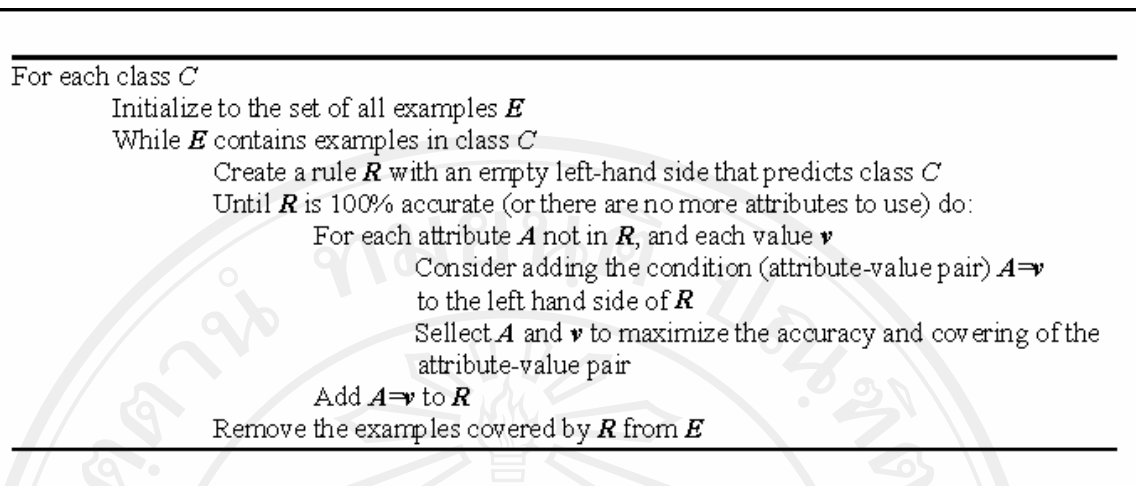 For each class C
Initialize to the set of all examples E
While E contains examples in class C
Create a rule R with an empty left-hand side that predicts class C
Until R is 100% accurate (or there are no more attributes to use) do:
For each attribute A not in R, and each value v
Consider adding the condition (attribute-value pair) A=v
to the left hand side of R
Sellect A and v to maximize the accuracy and covering of the
attribute-value pair
Add A=v to R
Remove the examples covered by R from E